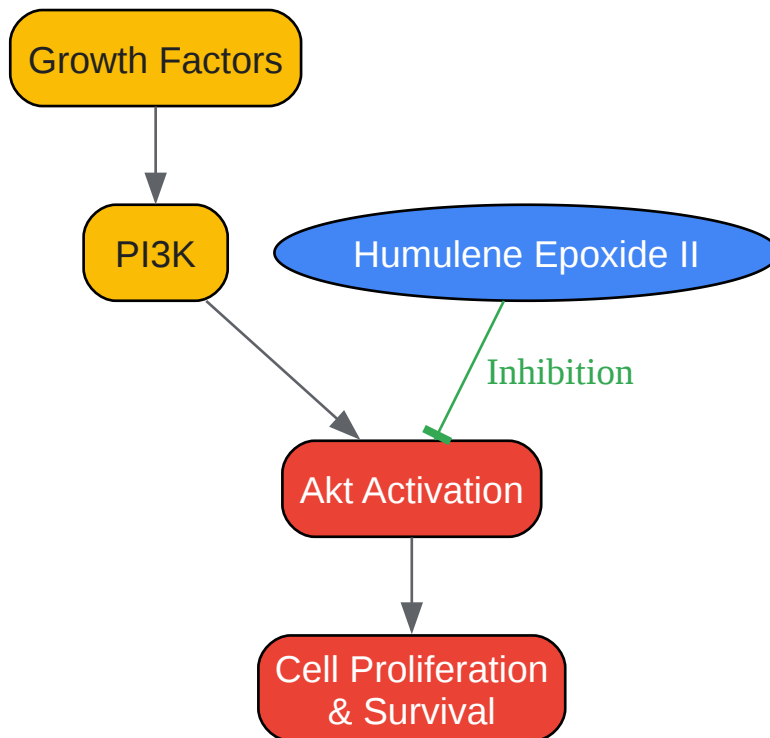 Growth Factors
PI3K
Humulene Epoxide II
Inhibition
Akt Activation
Cell Proliferation
& Survival